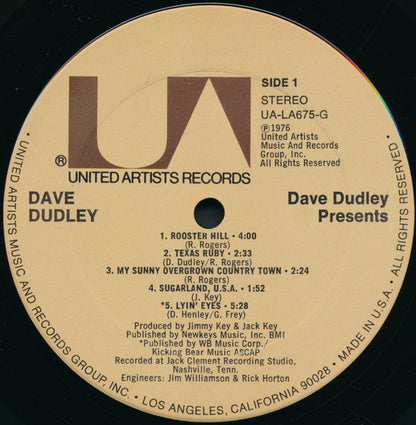 UA
®
UNITED ARTISTS RECORDS
SIDE 1
STEREO
UA-LA675-G
℗1976
United Artists
Music And Records
Group, Inc.
All Rights Reserved
DAVE
DUDLEY
Dave Dudley
Presents
1. ROOSTER HILL • 4:00
(R. Rogers)
2. TEXAS RUBY • 2:33
(D. Dudley/R. Rogers)
3. MY SUNNY OVERGROWN COUNTRY TOWN • 2:24
(R. Rogers)
4. SUGARLAND, U.S.A. • 1:52
(J. Key)
*5. LYIN' EYES • 5:28
(D. Henley/G. Frey)
Produced by Jimmy Key & Jack Key
Published by Newkeys Music, Inc. BMI
*Published by WB Music Corp./
Kicking Bear Music ASCAP
Recorded at Jack Clement Recording Studio,
Nashville, Tenn.
Engineers: Jim Williamson & Rick Horton
• UNITED ARTISTS MUSIC AND RECORDS GROUP, INC. • LOS ANGELES, CALIFORNIA 90028 • MADE IN U.S.A. • ALL RIGHTS RESERVED •